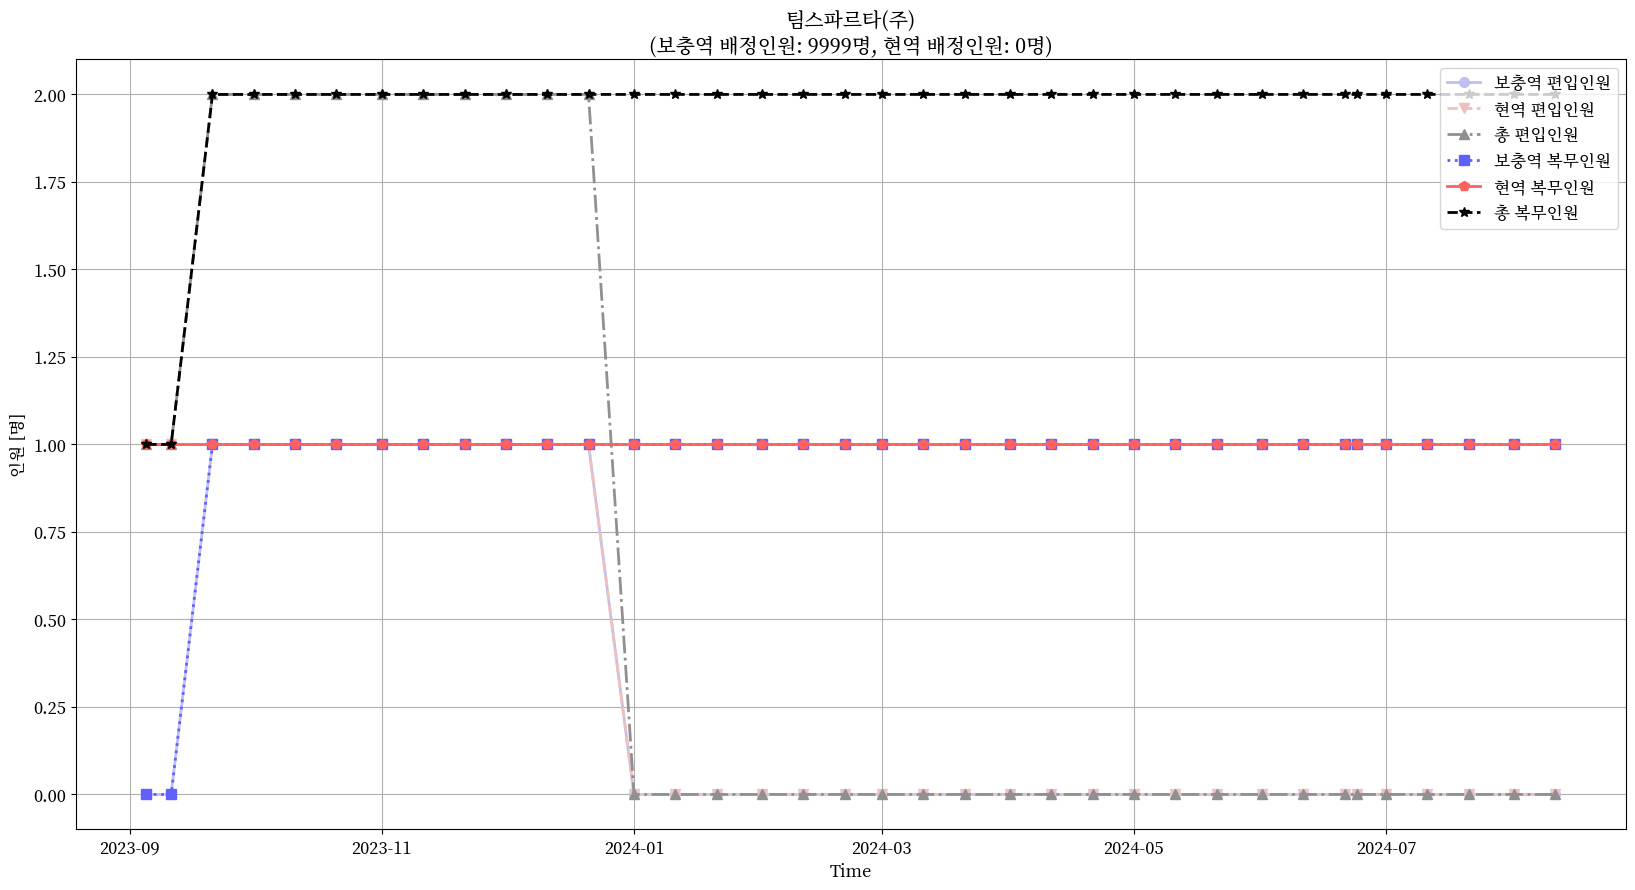 팀스파르타(주)
(보충역 배정인원: 9999명, 현역 배정인원: 0명)
보충역 편입인원
현역 편입인원
총 편입인원
보충역 복무인원
현역 복무인원
총 복무인원
인원 [명]
2.00
1.75
1.50
1.25
1.00
0.75
0.50
0.25
0.00
2023-09 2023-11 2024-01 2024-03 2024-05 2024-07
Time